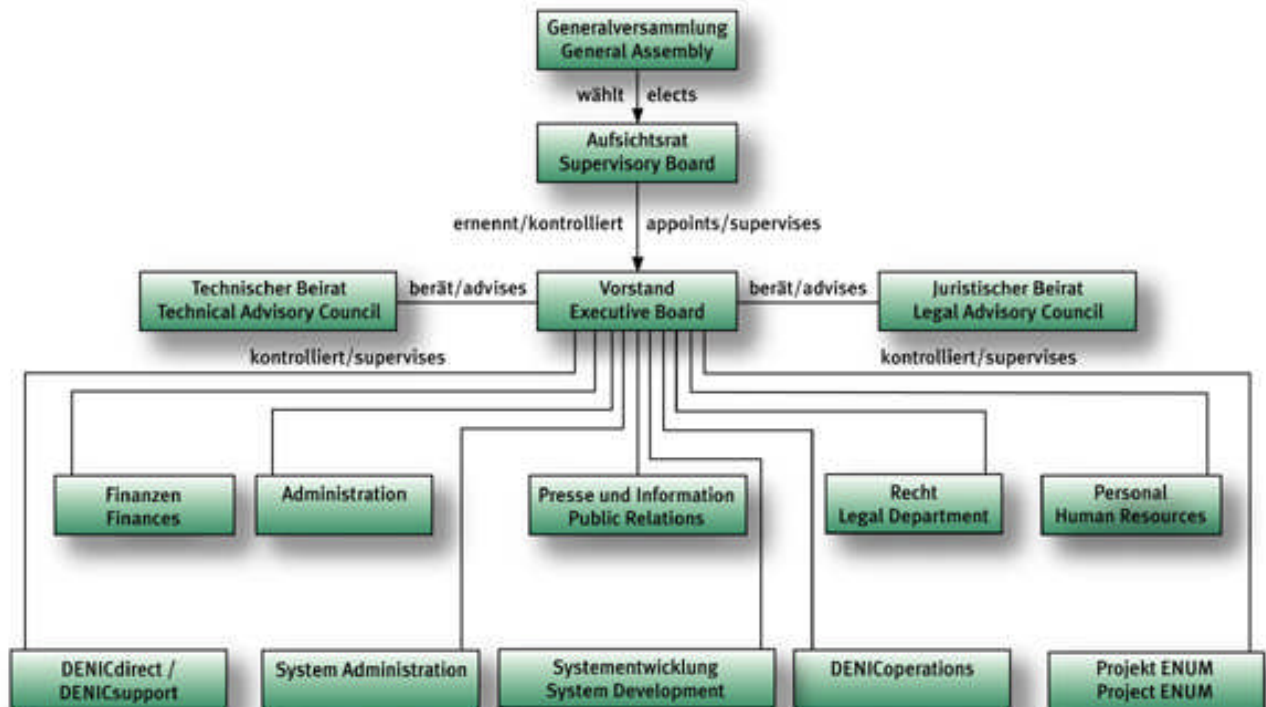 Generalversammlung
General Assembly
wählt elects
Aufsichtsrat
Supervisory Board
ernennt/kontrolliert appoints/supervises
Technischer Beirat
Technical Advisory Council
berät/advises
Vorstand
Executive Board
berät/advises
Juristischer Beirat
Legal Advisory Council
kontrolliert/supervises
kontrolliert/supervises
Finanzen
Finances
Administration
Presse und Information
Public Relations
Recht
Legal Department
Personal
Human Resources
DENICdirect /
DENICsupport
System Administration
Systementwicklung
System Development
DENICoperations
Projekt ENUM
Project ENUM